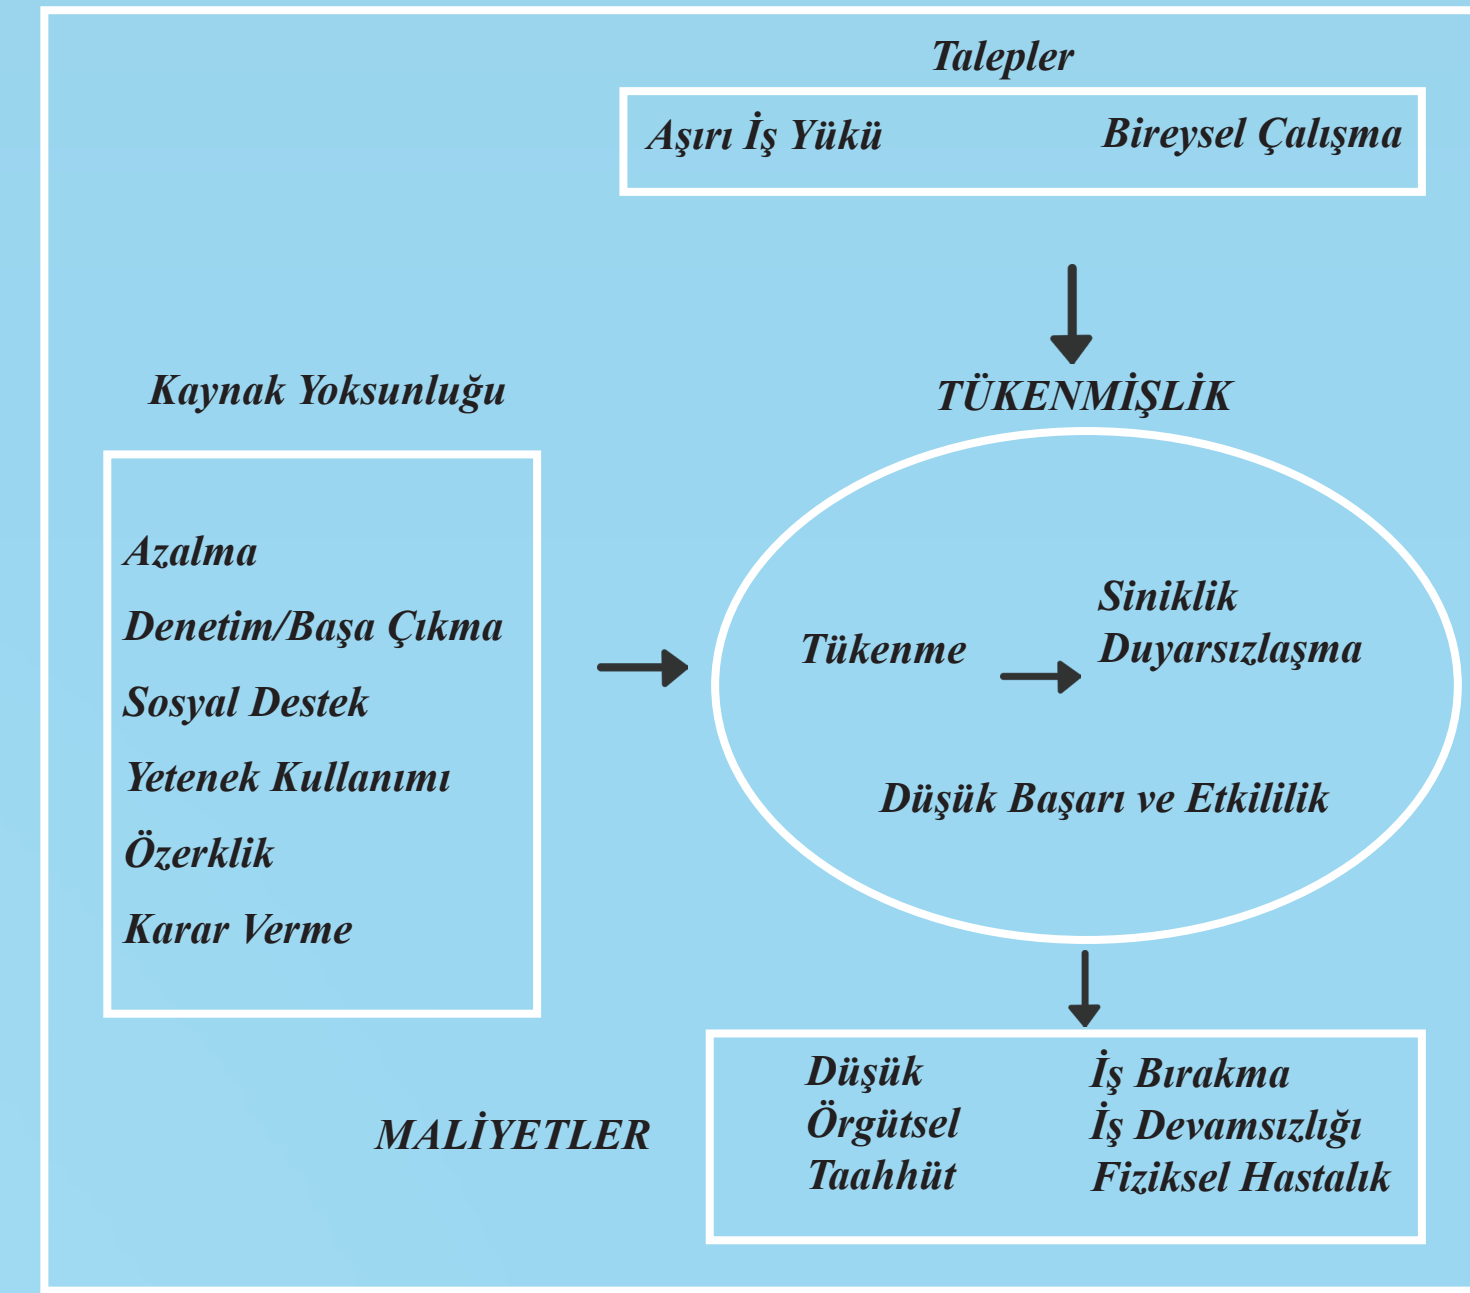 Talepler
Aşırı İş Yükü
Bireysel Çalışma
Kaynak Yoksunluğu
Azalma
Denetim/Başa Çıkma
Sosyal Destek
Yetenek Kullanımı
Özerklik
Karar Verme
TÜKENMİŞLİK
Tükenme
Siniklik
Duyarsızlaşma
Düşük Başarı ve Etkililik
MALİYETLER
Düşük
Örgütsel
Taahhüt
İş Bırakma
İş Devamsızlığı
Fiziksel Hastalık